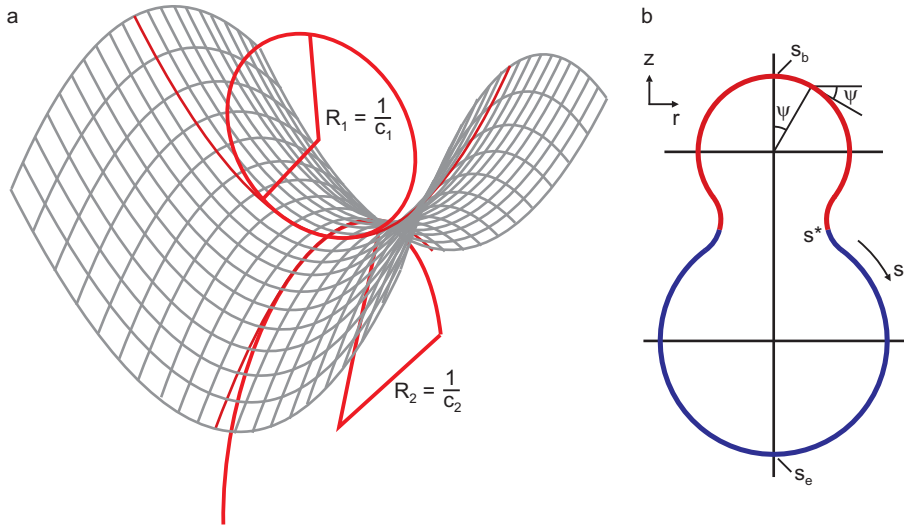 a
b
z
r
s_b
ψ
ψ
R₁ = 1/c₁
s*
s
R₂ = 1/c₂
s_e